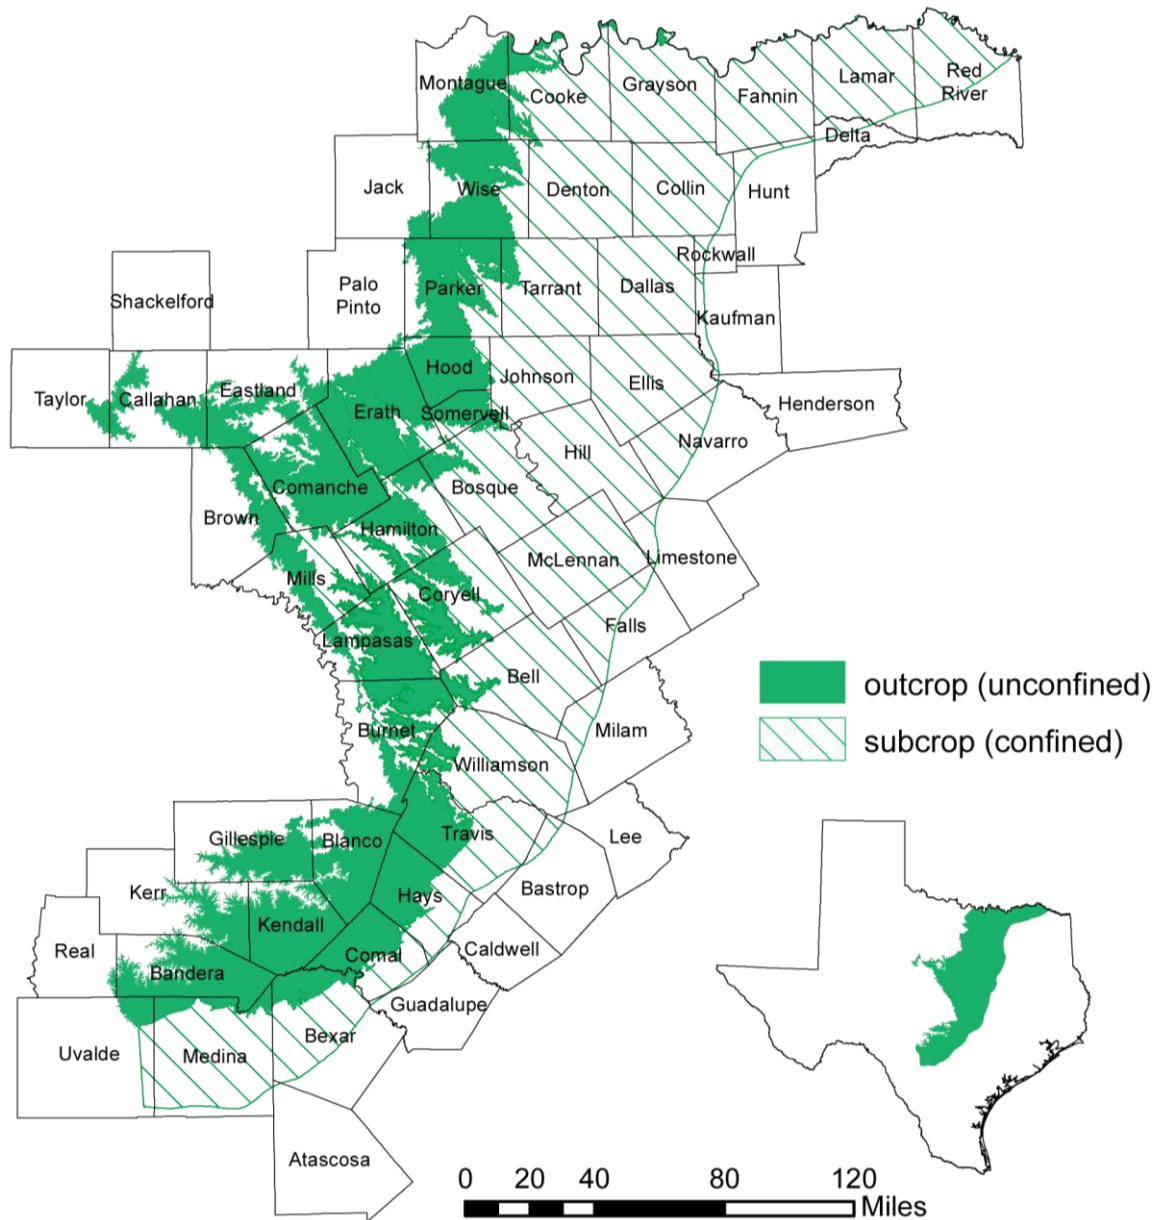 Montague
Cooke
Grayson
Fannin
Lamar
Red
River
Delta
Jack
Wise
Denton
Collin
Hunt
Rockwall
Shackelford
Palo
Pinto
Parker
Tarrant
Dallas
Kaufman
Taylor
Callahan
Eastland
Hood
Johnson
Ellis
Henderson
Erath
Somervell
Hill
Navarro
Comanche
Bosque
Brown
Hamilton
McLennan
Limestone
Mills
Coryell
Falls
Lampasas
Bell
outcrop (unconfined)
Burnet
Milam
subcrop (confined)
Williamson
Gillespie
Blanco
Travis
Lee
Kerr
Hays
Bastrop
Kendall
Real
Bandera
Comal
Caldwell
Guadalupe
Uvalde
Medina
Bexar
Atascosa
0 20 40 80 120
Miles